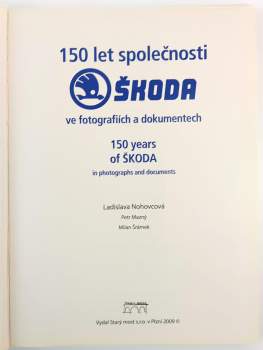 150 let společnosti
ŠKODA
ve fotografiích a dokumentech
150 years
of ŠKODA
in photographs and documents
Ladislava Nohovcová
Petr Mazný
Milan Šrámek
Vydal Starý most s.r.o. v Plzni 2009 ©